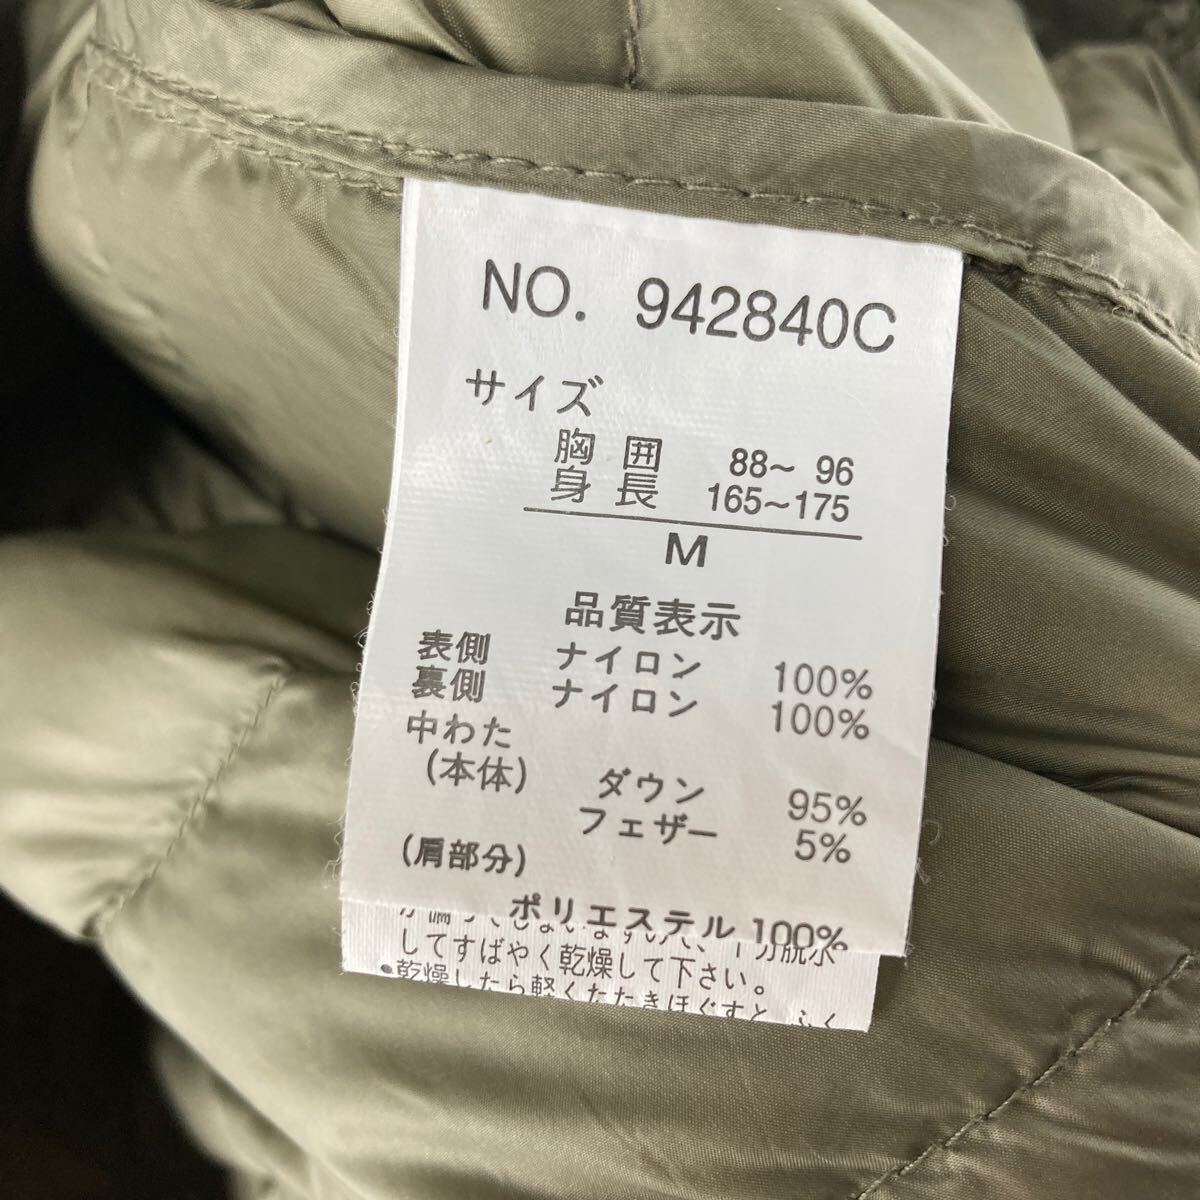 NO. 942840C
サイズ
胸囲 88～96
身長 165～175
M
品質表示
表側 ナイロン 100%
裏側 ナイロン 100%
中わた
(本体) ダウン 95%
フェザー 5%
(肩部分)
ポリエステル 100%
してすばやく乾燥して下さい。
•乾燥したら軽くたたきほぐすと、ふく